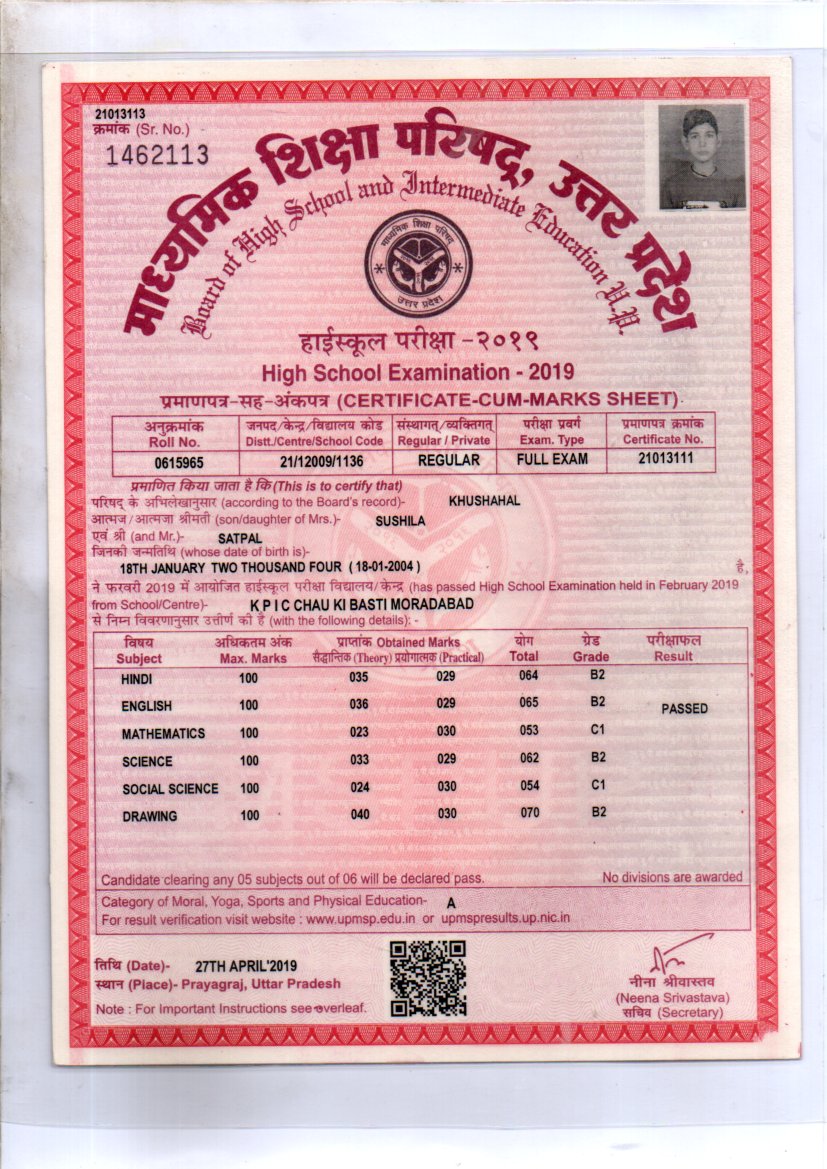 21013113
क्रमांक (Sr. No.)
1462113
माध्यमिक शिक्षा परिषद्, उत्तर प्रदेश
Board of High School and Intermediate Education U.P.
माध्यमिक शिक्षा परिषद्
उत्तर प्रदेश
हाईस्कूल परीक्षा -२०१९
High School Examination - 2019
प्रमाणपत्र-सह-अंकपत्र (CERTIFICATE-CUM-MARKS SHEET)
अनुक्रमांक जनपद/केन्द्र/विद्यालय कोड संस्थागत्/व्यक्तिगत् परीक्षा प्रवर्ग प्रमाणपत्र क्रमांक
Roll No. Distt./Centre/School Code Regular / Private Exam. Type Certificate No.
0615965 21/12009/1136 REGULAR FULL EXAM 21013111
प्रमाणित किया जाता है कि (This is to certify that)
परिषद् के अभिलेखानुसार (according to the Board's record)- KHUSHAHAL
आत्मज/आत्मजा श्रीमती (son/daughter of Mrs.)- SUSHILA
एवं श्री (and Mr.)- SATPAL
जिनकी जन्मतिथि (whose date of birth is)-
18TH JANUARY TWO THOUSAND FOUR ( 18-01-2004 ) है,
ने फरवरी 2019 में आयोजित हाईस्कूल परीक्षा विद्यालय/केन्द्र (has passed High School Examination held in February 2019
from School/Centre)- K P I C CHAU KI BASTI MORADABAD
से निम्न विवरणानुसार उत्तीर्ण की है (with the following details): -
विषय अधिकतम अंक प्राप्तांक Obtained Marks योग ग्रेड परीक्षाफल
Subject Max. Marks सैद्धान्तिक (Theory) प्रयोगात्मक (Practical) Total Grade Result
HINDI 100 035 029 064 B2
ENGLISH 100 036 029 065 B2 PASSED
MATHEMATICS 100 023 030 053 C1
SCIENCE 100 033 029 062 B2
SOCIAL SCIENCE 100 024 030 054 C1
DRAWING 100 040 030 070 B2
Candidate clearing any 05 subjects out of 06 will be declared pass. No divisions are awarded
Category of Moral, Yoga, Sports and Physical Education- A
For result verification visit website : www.upmsp.edu.in or upmspresults.up.nic.in
तिथि (Date)- 27TH APRIL'2019
स्थान (Place)- Prayagraj, Uttar Pradesh
Note : For Important Instructions see overleaf.
नीना श्रीवास्तव
(Neena Srivastava)
सचिव (Secretary)